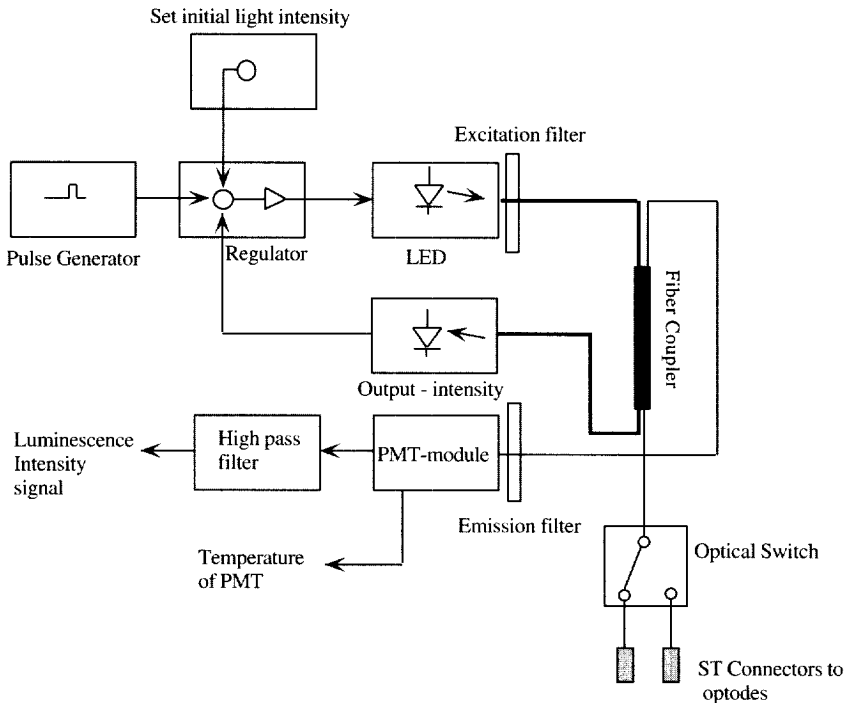 Set initial light intensity
Excitation filter
Pulse Generator
Regulator
LED
Fiber Coupler
Output - intensity
Luminescence
Intensity
signal
High pass
filter
PMT-module
Emission filter
Temperature
of PMT
Optical Switch
ST Connectors to
optodes